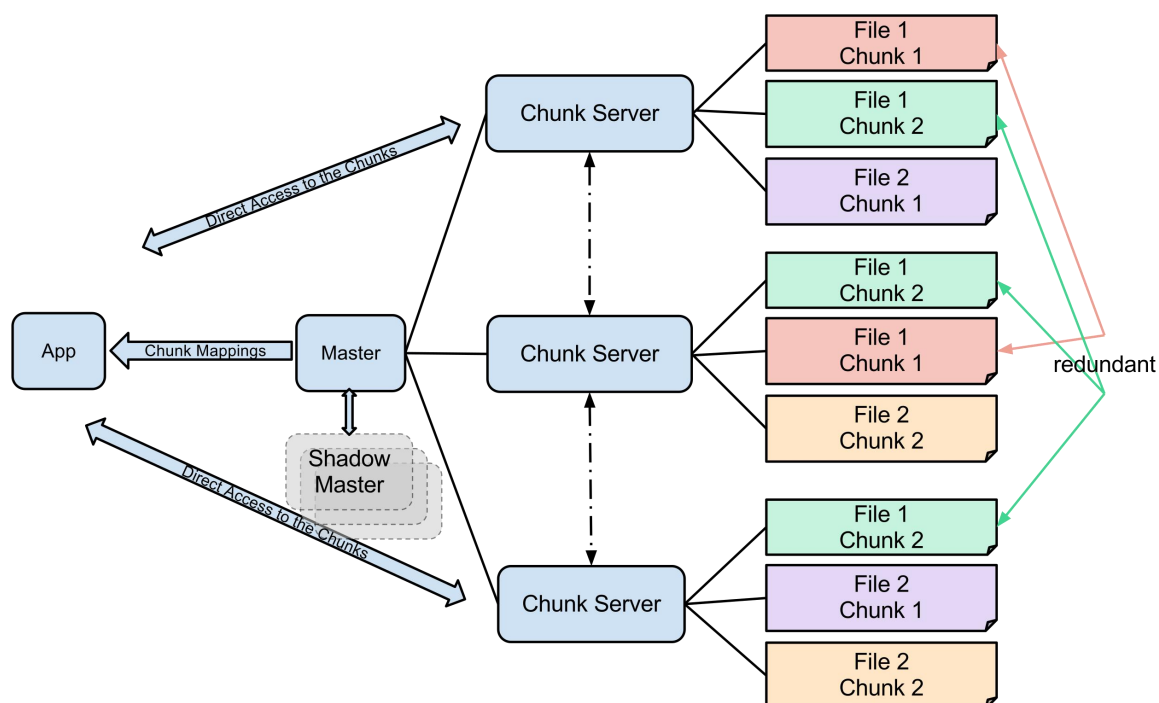 File 1
Chunk 1
File 1
Chunk 2
File 2
Chunk 1
Chunk Server
Direct Access to the Chunks
File 1
Chunk 2
File 1
Chunk 1
File 2
Chunk 2
App
Chunk Mappings
Master
Chunk Server
redundant
Shadow
Master
Direct Access to the Chunks
Chunk Server
File 1
Chunk 2
File 2
Chunk 1
File 2
Chunk 2